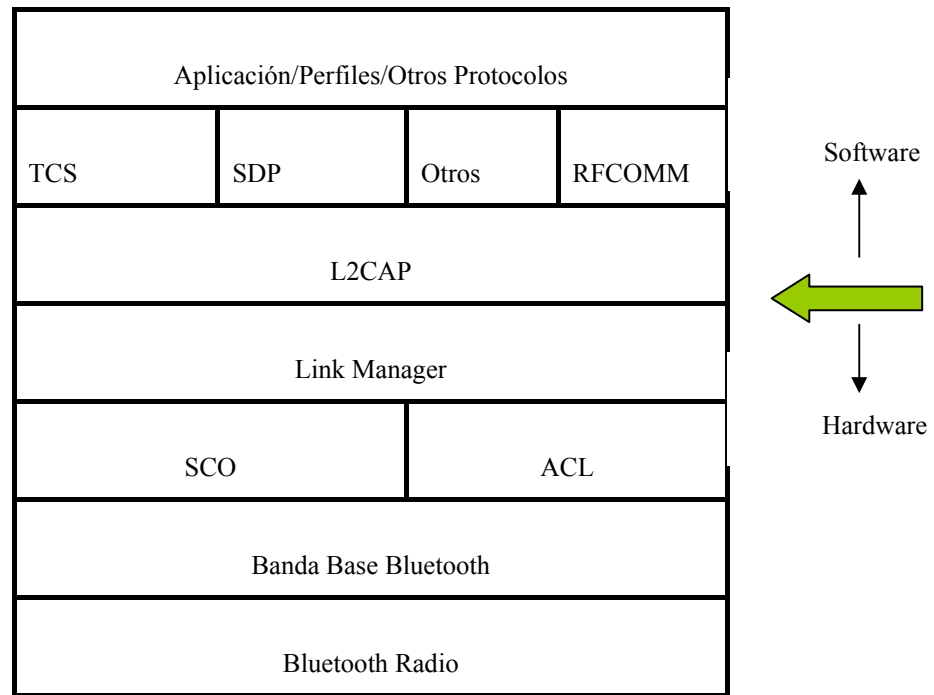 Aplicación/Perfiles/Otros Protocolos
TCS
SDP
Otros
RFCOMM
L2CAP
Link Manager
SCO
ACL
Banda Base Bluetooth
Bluetooth Radio
Software
Hardware